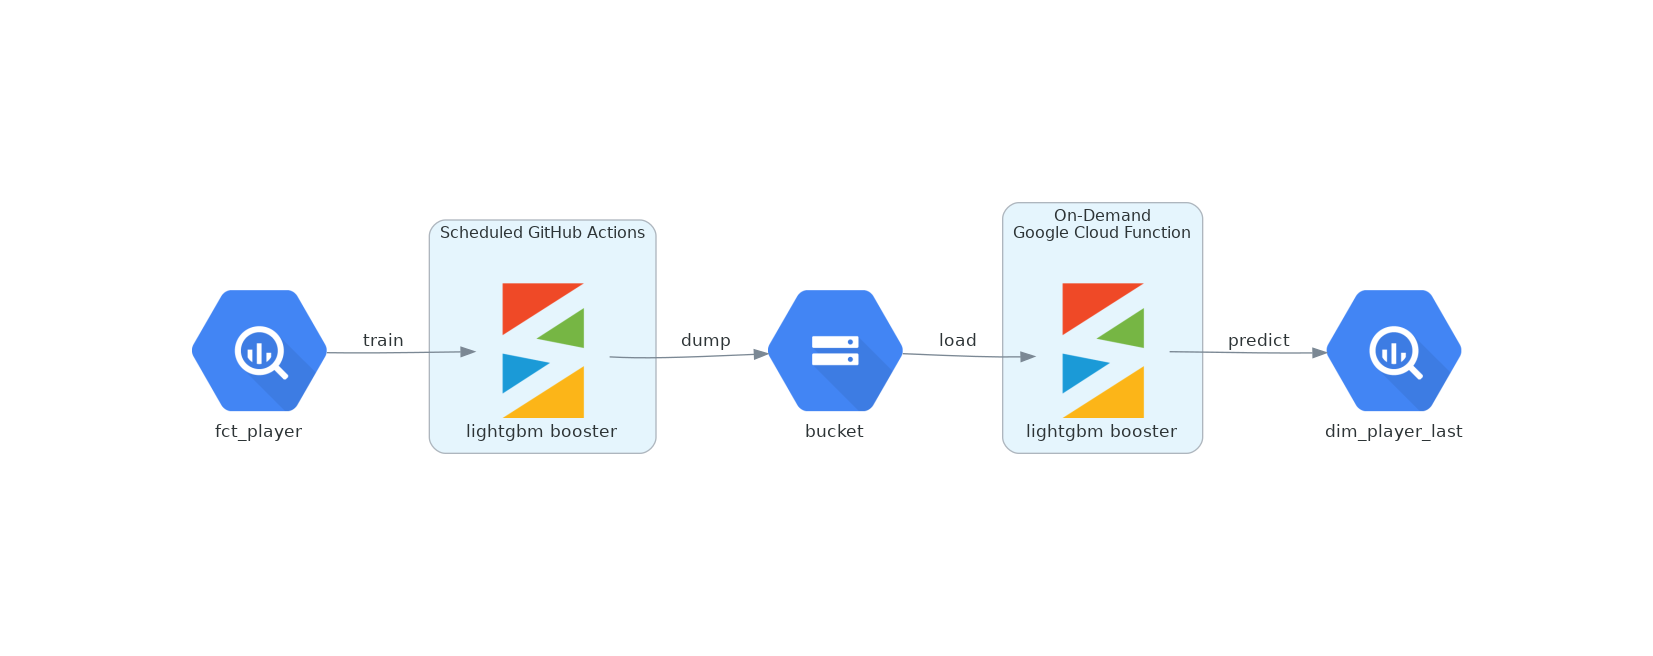 fct_player
train
Scheduled GitHub Actions
lightgbm booster
dump
bucket
load
On-Demand
Google Cloud Function
lightgbm booster
predict
dim_player_last